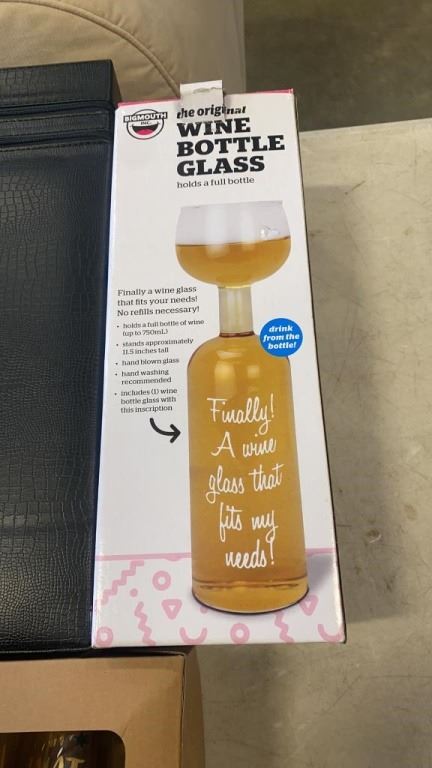 BIGMOUTH
INC.
the original
WINE
BOTTLE
GLASS
holds a full bottle
Finally a wine glass
that fits your needs!
No refills necessary!
• holds a full bottle of wine
(up to 750mL)
• stands approximately
11.5 inches tall
• hand blown glass
• hand washing
recommended
• includes (1) wine
bottle glass with
this inscription
drink
from the
bottle!
Finally!
A wine
glass that
fits my
needs!